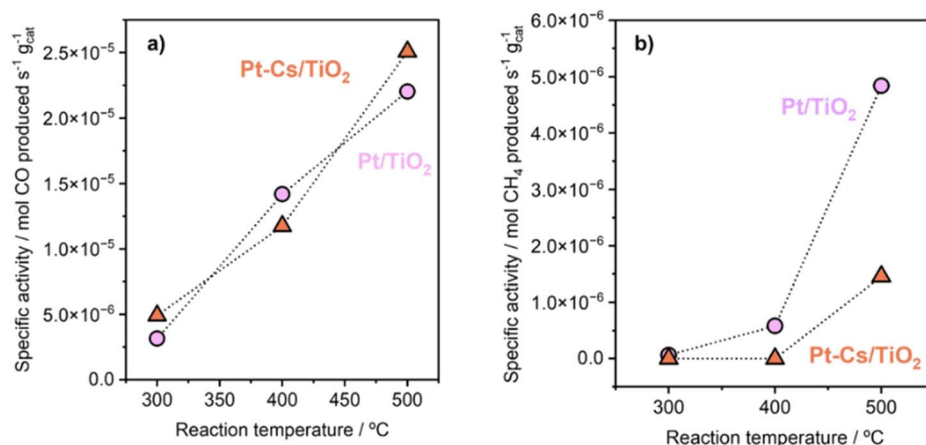 a)
Specific activity / mol CO produced s⁻¹ g_cat⁻¹
2.5×10⁻⁵
2.0×10⁻⁵
1.5×10⁻⁵
1.0×10⁻⁵
5.0×10⁻⁶
0.0
Pt-Cs/TiO₂
Pt/TiO₂
300 350 400 450 500
Reaction temperature / ºC
b)
Specific activity / mol CH₄ produced s⁻¹ g_cat⁻¹
6.0×10⁻⁶
5.0×10⁻⁶
4.0×10⁻⁶
3.0×10⁻⁶
2.0×10⁻⁶
1.0×10⁻⁶
0.0
Pt/TiO₂
Pt-Cs/TiO₂
300 400 500
Reaction temperature / ºC